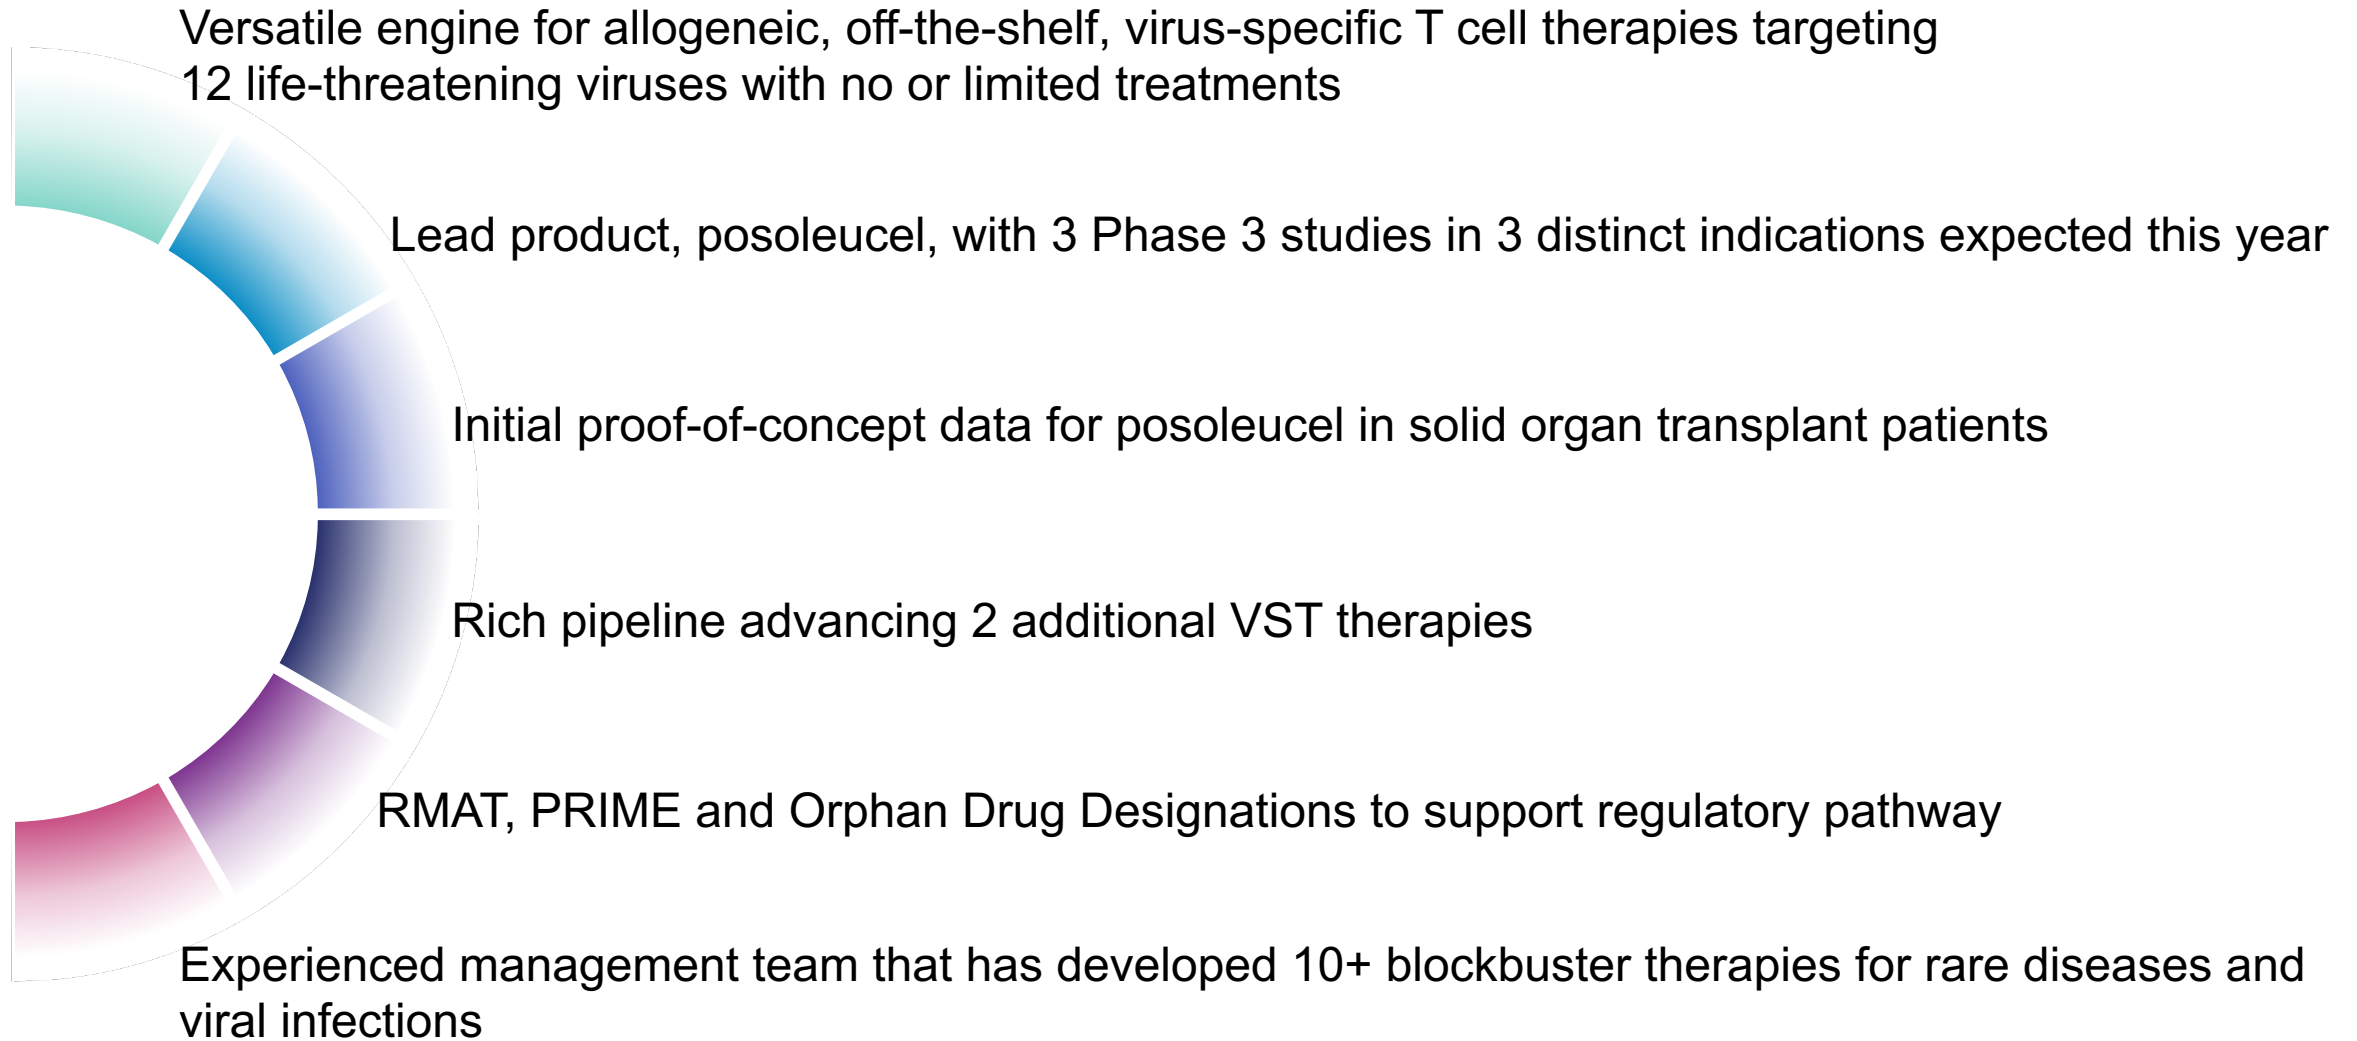 Versatile engine for allogeneic, off-the-shelf, virus-specific T cell therapies targeting
12 life-threatening viruses with no or limited treatments
Lead product, posoleucel, with 3 Phase 3 studies in 3 distinct indications expected this year
Initial proof-of-concept data for posoleucel in solid organ transplant patients
Rich pipeline advancing 2 additional VST therapies
RMAT, PRIME and Orphan Drug Designations to support regulatory pathway
Experienced management team that has developed 10+ blockbuster therapies for rare diseases and
viral infections